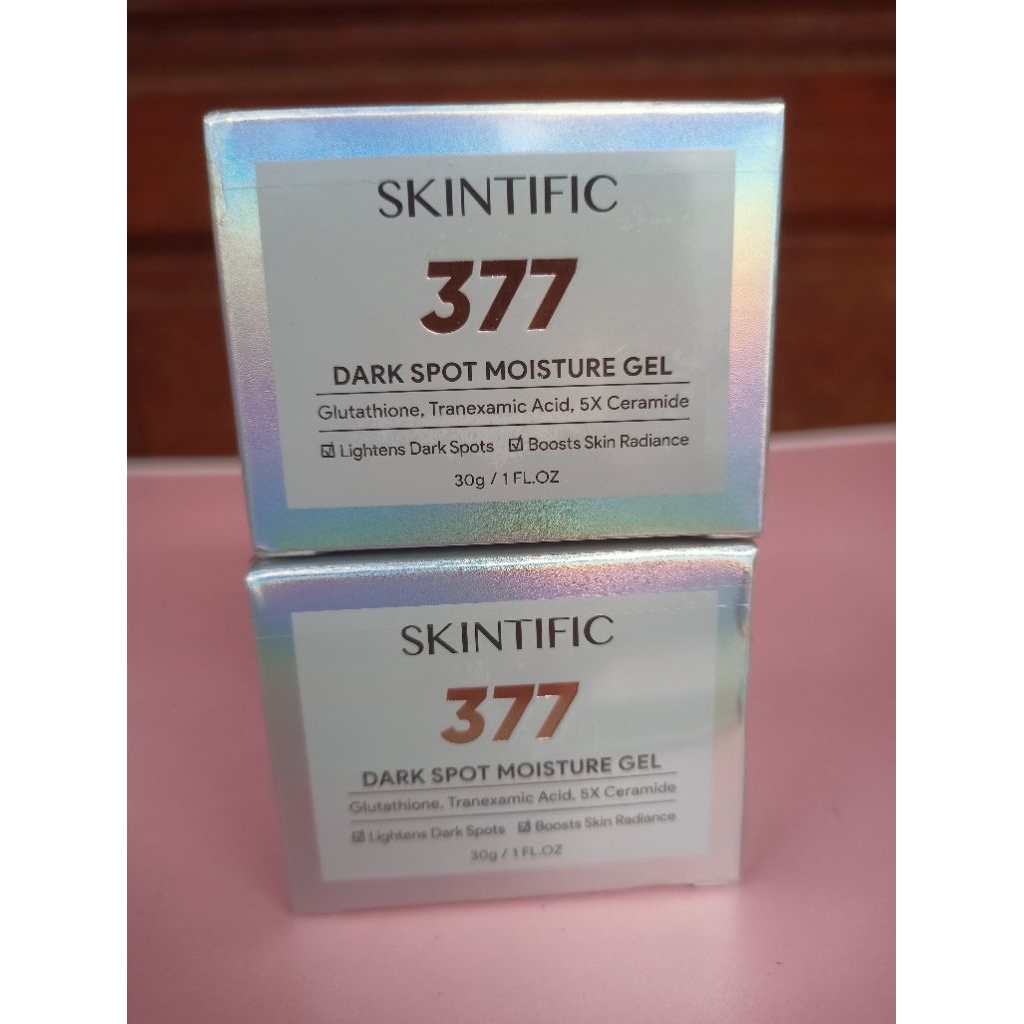 SKINTIFIC
377
DARK SPOT MOISTURE GEL
Glutathione, Tranexamic Acid, 5X Ceramide
☑ Lightens Dark Spots ☑ Boosts Skin Radiance
30g / 1 FL.OZ
SKINTIFIC
377
DARK SPOT MOISTURE GEL
Glutathione, Tranexamic Acid, 5X Ceramide
☑ Lightens Dark Spots ☑ Boosts Skin Radiance
30g / 1 FL.OZ